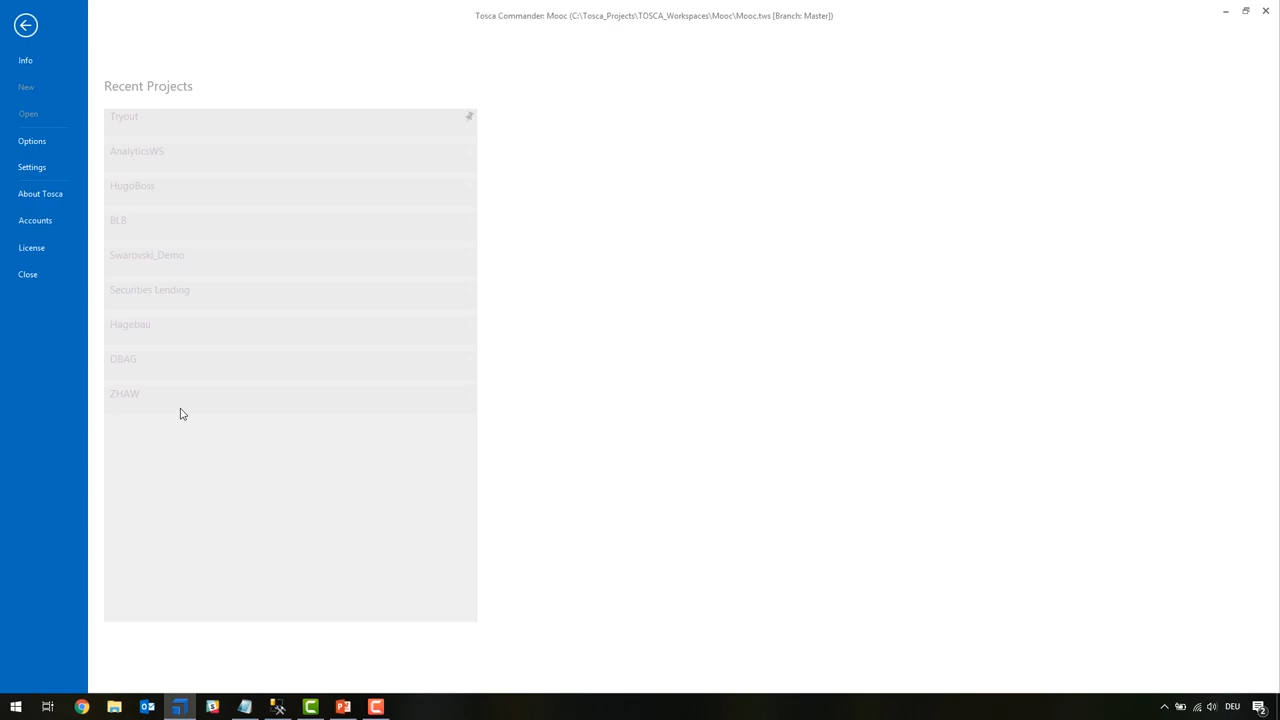 Tosca Commander: Mooc (C:\Tosca_Projects\TOSCA_Workspaces\Mooc\Mooc.tws [Branch: Master])
Info
New
Open
Options
Settings
About Tosca
Accounts
License
Close
Recent Projects
Tryout
AnalyticsWS
HugoBoss
BLB
Swarovski_Demo
Securities Lending
Hagebau
DBAG
ZHAW
DEU
2